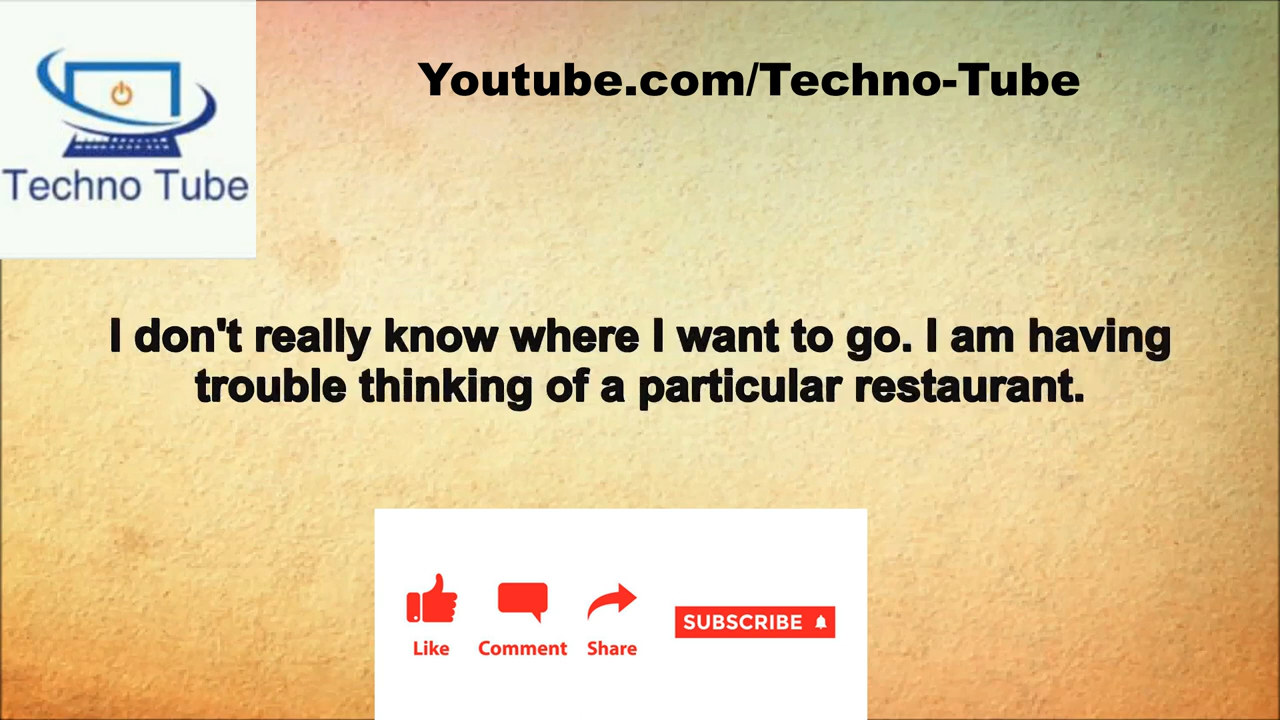 Youtube.com/Techno-Tube
Techno Tube
I don't really know where I want to go. I am having
trouble thinking of a particular restaurant.
Like Comment Share SUBSCRIBE